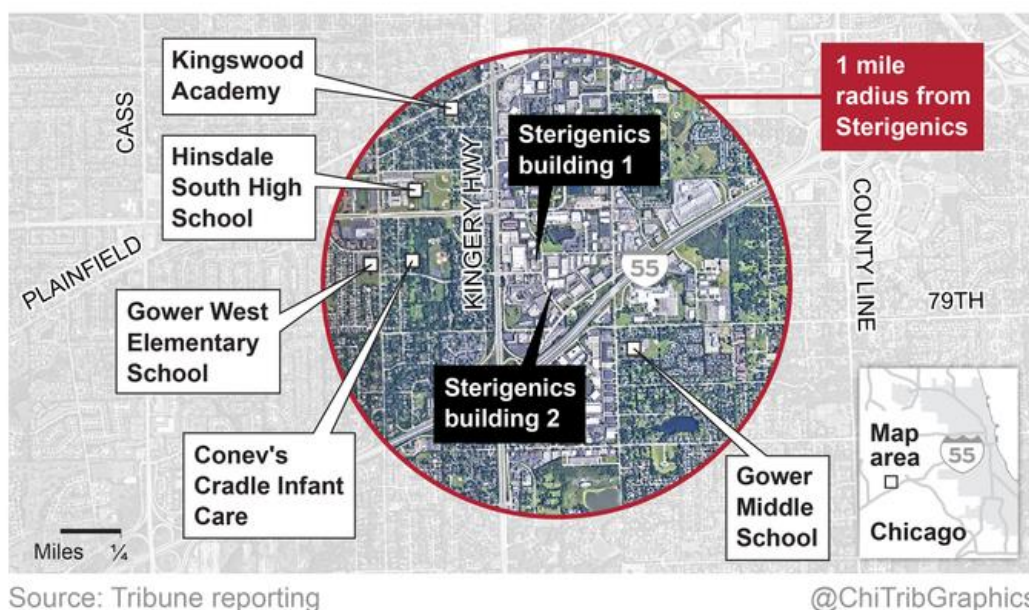 Kingswood
Academy
1 mile
radius from
Sterigenics
CASS
Sterigenics
building 1
Hinsdale
South High
School
KINGERY HWY
COUNTY LINE
PLAINFIELD
55
79TH
Gower West
Elementary
School
Sterigenics
building 2
Conev's
Cradle Infant
Care
Gower
Middle
School
Map
area
55
Chicago
Miles ¼
Source: Tribune reporting
@ChiTribGraphics